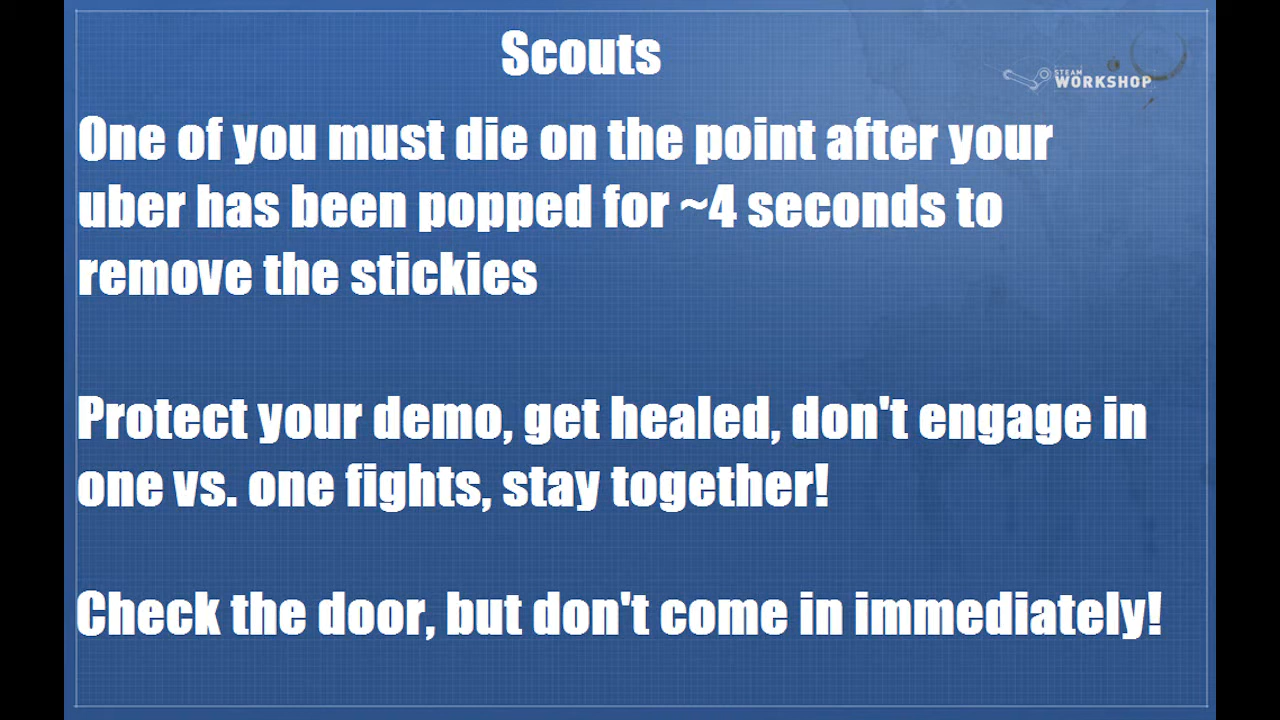 Scouts
STEAM
WORKSHOP
One of you must die on the point after your
uber has been popped for ~4 seconds to
remove the stickies
Protect your demo, get healed, don't engage in
one vs. one fights, stay together!
Check the door, but don't come in immediately!